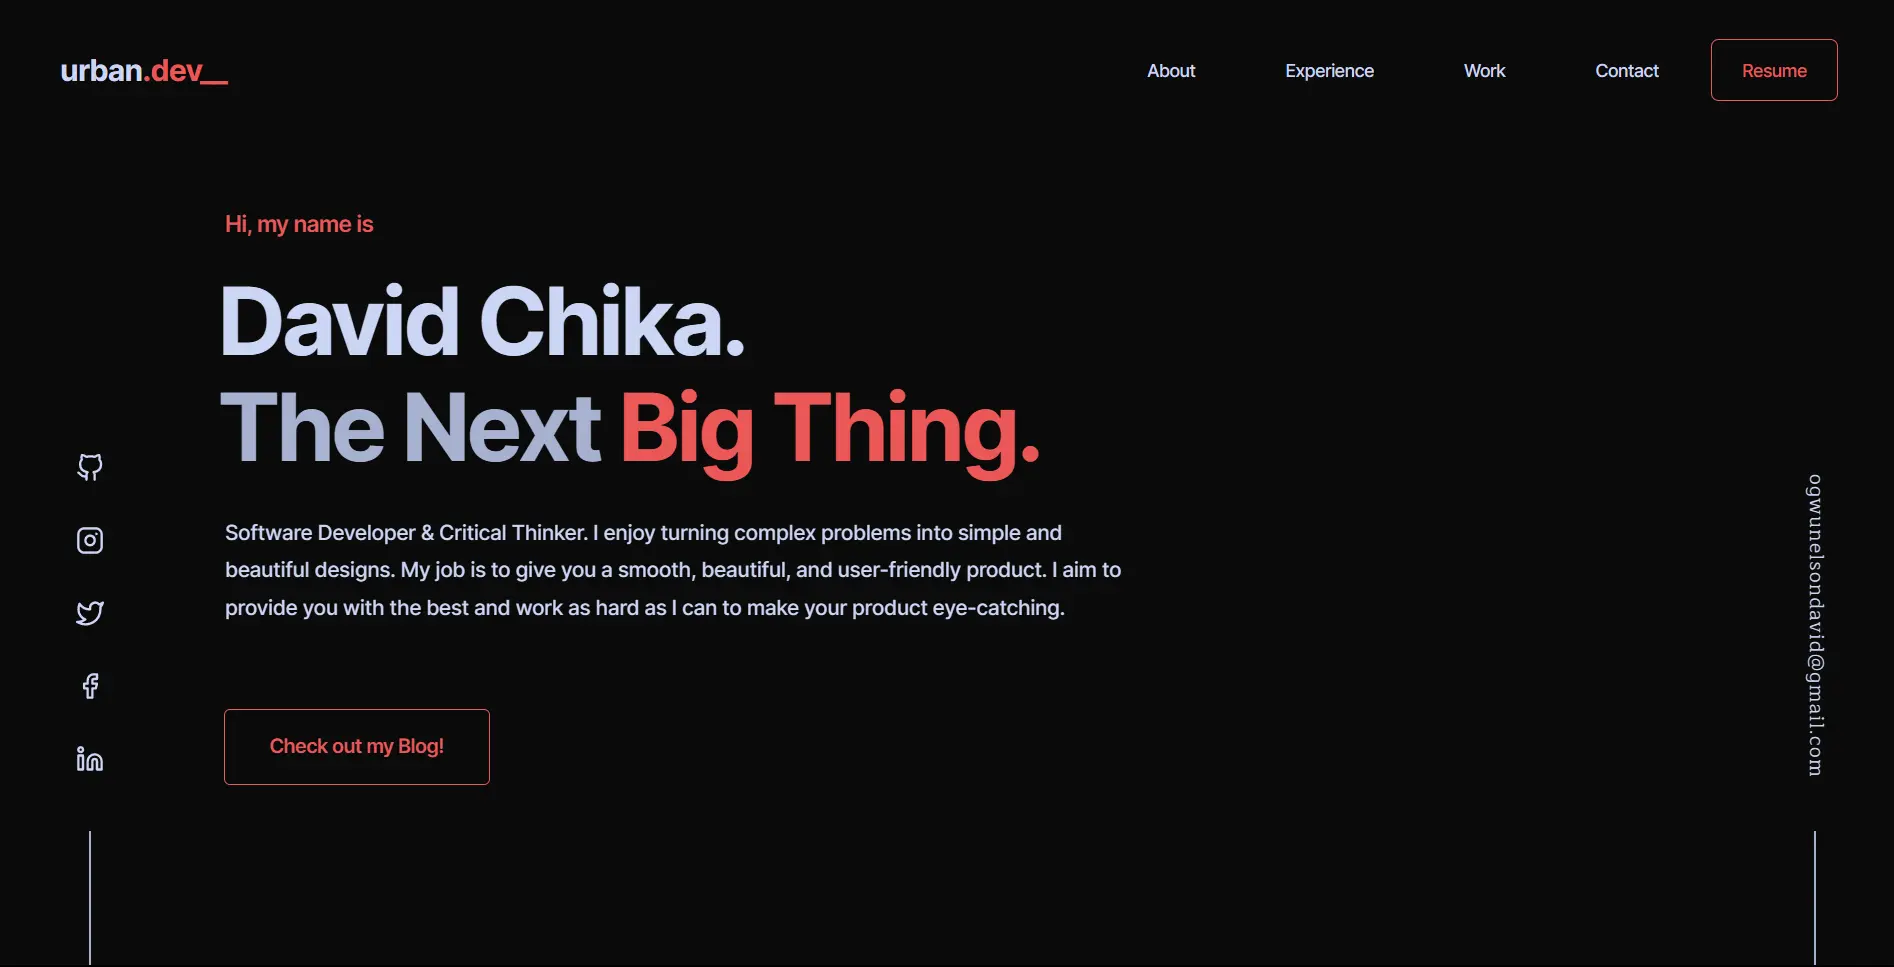 urban.dev__
About
Experience
Work
Contact
Resume
Hi, my name is
David Chika.
The Next Big Thing.
Software Developer & Critical Thinker. I enjoy turning complex problems into simple and
beautiful designs. My job is to give you a smooth, beautiful, and user-friendly product. I aim to
provide you with the best and work as hard as I can to make your product eye-catching.
Check out my Blog!
ogwunelsondavid@gmail.com